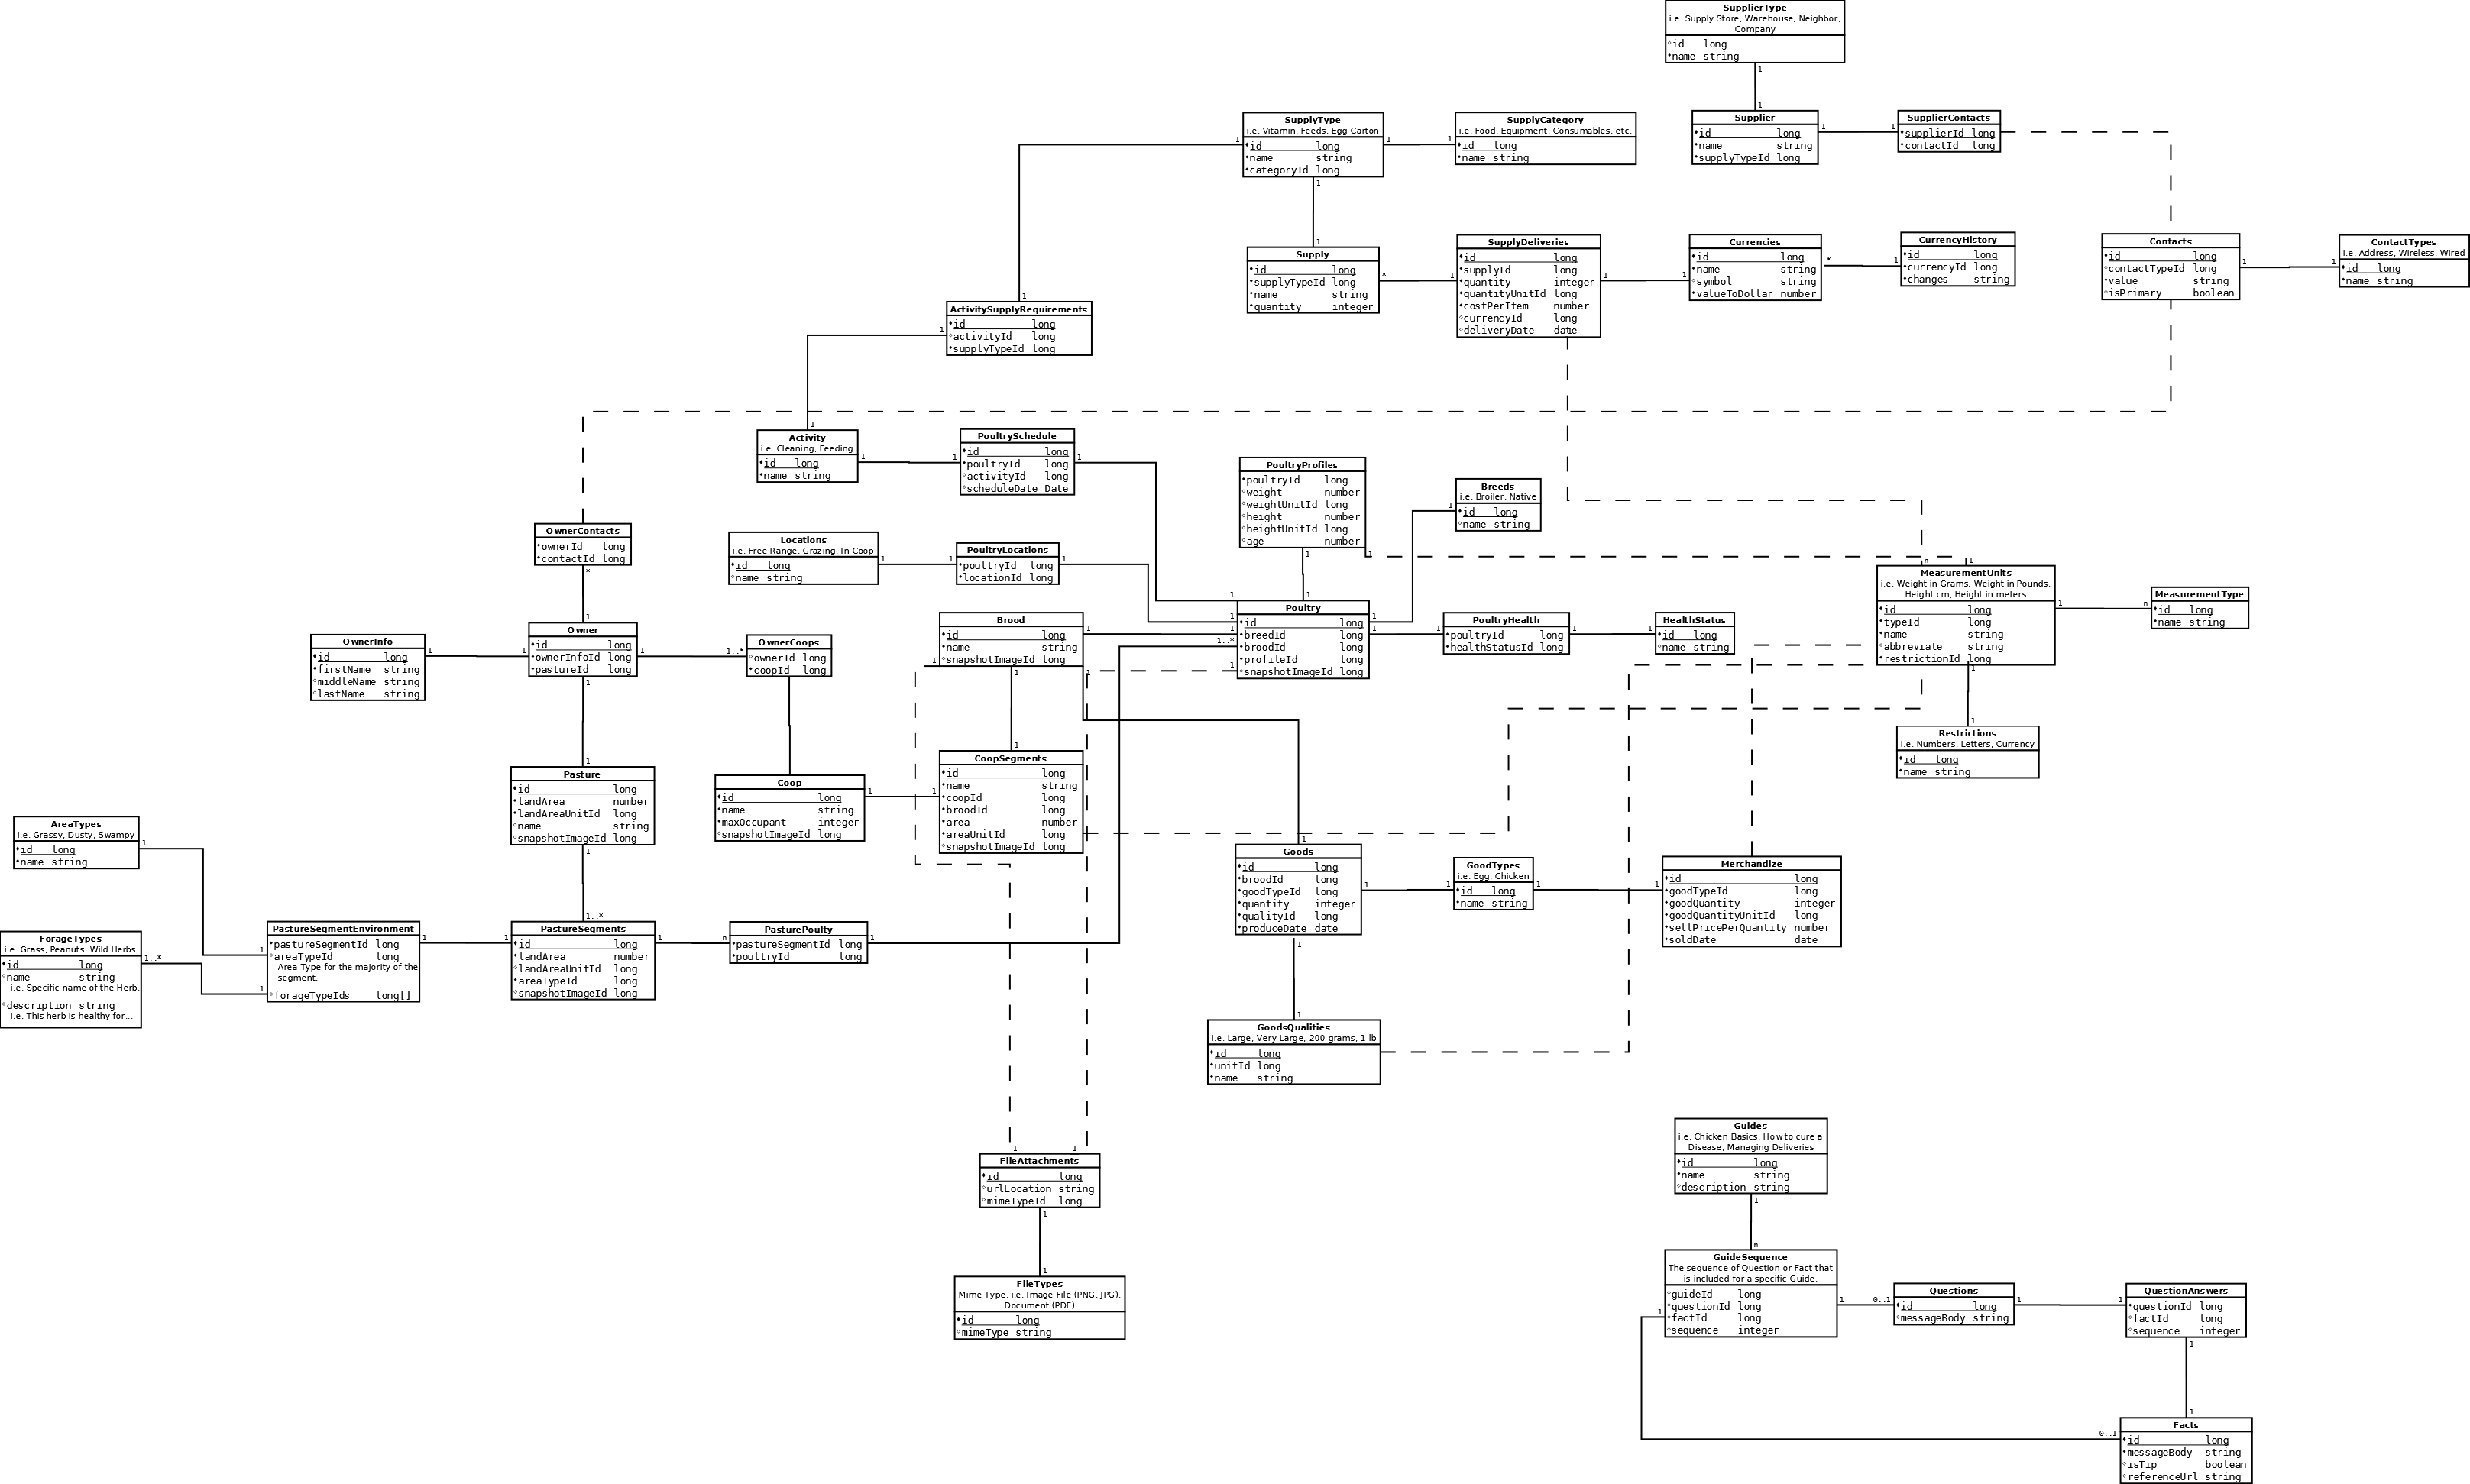 SupplierType
i.e. Supply Store, Warehouse, Neighbor,
Company
id long
name string
1
1
Supplier
id long
name string
supplyTypeId long
1
1
SupplierContacts
supplierId long
contactId long
SupplyType
i.e. Vitamin, Feeds, Egg Carton
id long
name string
categoryId long
1
1
1
1
SupplyCategory
i.e. Food, Equipment, Consumables, etc.
id long
name string
1
Supply
id long
supplyTypeId long
name string
quantity integer
*
1
SupplyDeliveries
id long
supplyId long
quantity integer
quantityUnitId long
costPerItem number
currencyId long
deliveryDate date
1
1
Currencies
id long
name string
symbol string
valueToDollar number
*
1
CurrencyHistory
id long
currencyId long
changes string
Contacts
id long
contactTypeId long
value string
isPrimary boolean
1
1
ContactTypes
i.e. Address, Wireless, Wired
id long
name string
1
ActivitySupplyRequirements
id long
activityId long
supplyTypeId long
1
1
Activity
i.e. Cleaning, Feeding
id long
name string
1
1
PoultrySchedule
id long
poultryId long
activityId long
scheduleDate Date
1
PoultryProfiles
poultryId long
weight number
weightUnitId long
height number
heightUnitId long
age number
1
1
Breeds
i.e. Broiler, Native
id long
name string
1
OwnerContacts
ownerId long
contactId long
*
1
Locations
i.e. Free Range, Grazing, In-Coop
id long
name string
1
1
PoultryLocations
poultryId long
locationId long
1
n
1
MeasurementUnits
i.e. Weight in Grams, Weight in Pounds,
Height cm, Height in meters
id long
typeId long
name string
abbreviate string
restrictionId long
1
n
1
MeasurementType
id long
name string
1
Restrictions
i.e. Numbers, Letters, Currency
id long
name string
OwnerInfo
id long
firstName string
middleName string
lastName string
1
1
Owner
id long
ownerInfoId long
pastureId long
1
1..*
1
OwnerCoops
ownerId long
coopId long
Brood
id long
name string
snapshotImageId long
1
1
1
1
1
1
1
1
1..*
1
1
Poultry
id long
breedId long
broodId long
profileId long
snapshotImageId long
1
1
1
PoultryHealth
poultryId long
healthStatusId long
1
1
HealthStatus
id long
name string
1
Pasture
id long
landArea number
landAreaUnitId long
name string
snapshotImageId long
1
1..*
Coop
id long
name string
maxOccupant integer
snapshotImageId long
1
1
1
CoopSegments
id long
name string
coopId long
broodId long
area number
areaUnitId long
snapshotImageId long
AreaTypes
i.e. Grassy, Dusty, Swampy
id long
name string
1
ForageTypes
i.e. Grass, Peanuts, Wild Herbs
id long
name string
i.e. Specific name of the Herb.
description string
i.e. This herb is healthy for...
1..*
1
1
PastureSegmentEnvironment
pastureSegmentId long
areaTypeId long
Area Type for the majority of the
segment.
forageTypeIds long[]
1
1
PastureSegments
id long
landArea number
landAreaUnitId long
areaTypeId long
snapshotImageId long
1
n
PasturePoulty
pastureSegmentId long
poultryId long
1
1
Goods
id long
broodId long
goodTypeId long
quantity integer
qualityId long
produceDate date
1
1
1
GoodTypes
i.e. Egg, Chicken
id long
name string
1
1
Merchandize
id long
goodTypeId long
goodQuantity integer
goodQuantityUnitId long
sellPricePerQuantity number
soldDate date
1
GoodsQualities
i.e. Large, Very Large, 200 grams, 1 lb
id long
unitId long
name string
1
1
FileAttachments
id long
urlLocation string
mimeTypeId long
1
1
FileTypes
Mime Type. i.e. Image File (PNG, JPG),
Document (PDF)
id long
mimeType string
Guides
i.e. Chicken Basics, How to cure a
Disease, Managing Deliveries
id long
name string
description string
1
n
GuideSequence
The sequence of Question or Fact that
is included for a specific Guide.
guideId long
questionId long
factId long
sequence integer
1
1
0..1
Questions
id long
messageBody string
1
1
QuestionAnswers
questionId long
factId long
sequence integer
1
1
0..1
Facts
id long
messageBody string
isTip boolean
referenceUrl string